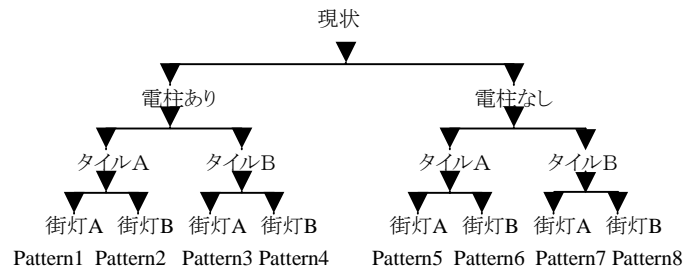 現状
電柱あり 電柱なし
タイルA タイルB タイルA タイルB
街灯A 街灯B 街灯A 街灯B 街灯A 街灯B 街灯A 街灯B
Pattern1 Pattern2 Pattern3 Pattern4 Pattern5 Pattern6 Pattern7 Pattern8